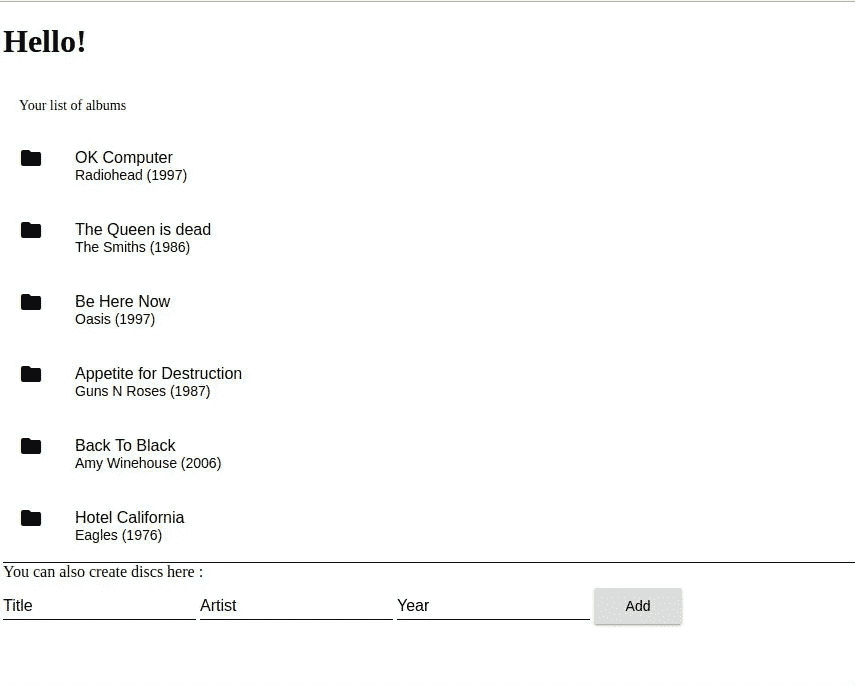 Hello!
Your list of albums
OK Computer
Radiohead (1997)
The Queen is dead
The Smiths (1986)
Be Here Now
Oasis (1997)
Appetite for Destruction
Guns N Roses (1987)
Back To Black
Amy Winehouse (2006)
Hotel California
Eagles (1976)
You can also create discs here :
Title Artist Year Add